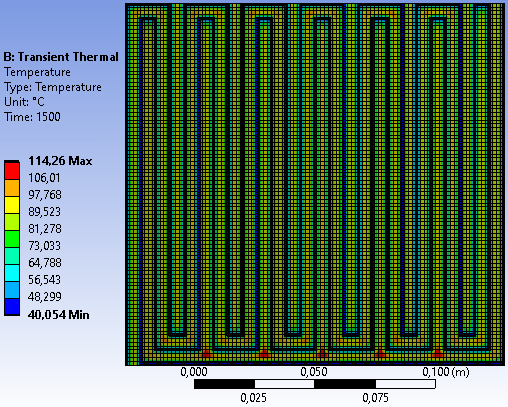 B: Transient Thermal
Temperature
Type: Temperature
Unit: °C
Time: 1500
114,26 Max
106,01
97,768
89,523
81,278
73,033
64,788
56,543
48,299
40,054 Min
0,000 0,050 0,100 (m)
0,025 0,075